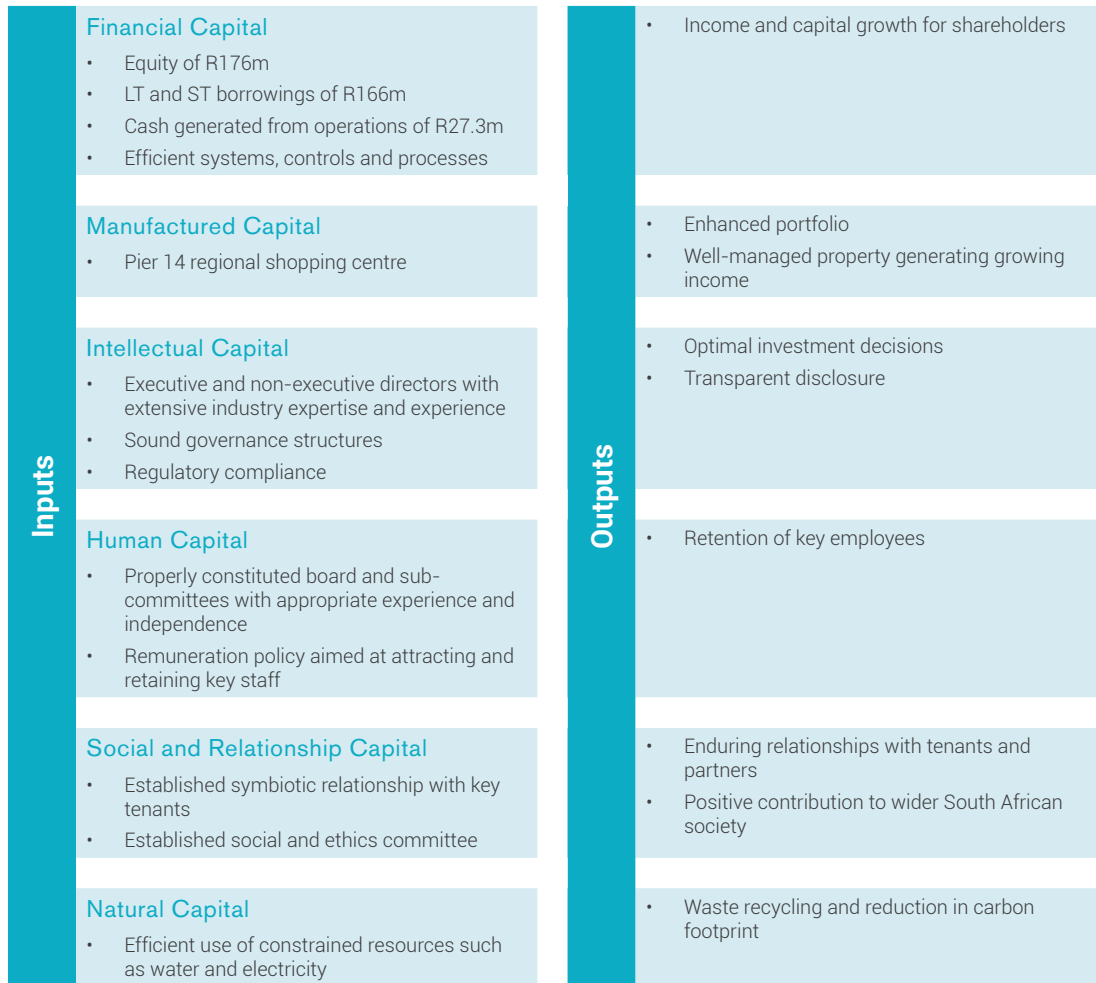 Inputs
Financial Capital
• Equity of R176m
• LT and ST borrowings of R166m
• Cash generated from operations of R27.3m
• Efficient systems, controls and processes
Manufactured Capital
• Pier 14 regional shopping centre
Intellectual Capital
• Executive and non-executive directors with
extensive industry expertise and experience
• Sound governance structures
• Regulatory compliance
Human Capital
• Properly constituted board and sub-
committees with appropriate experience and
independence
• Remuneration policy aimed at attracting and
retaining key staff
Social and Relationship Capital
• Established symbiotic relationship with key
tenants
• Established social and ethics committee
Natural Capital
• Efficient use of constrained resources such
as water and electricity
Outputs
• Income and capital growth for shareholders
• Enhanced portfolio
• Well-managed property generating growing
income
• Optimal investment decisions
• Transparent disclosure
• Retention of key employees
• Enduring relationships with tenants and
partners
• Positive contribution to wider South African
society
• Waste recycling and reduction in carbon
footprint